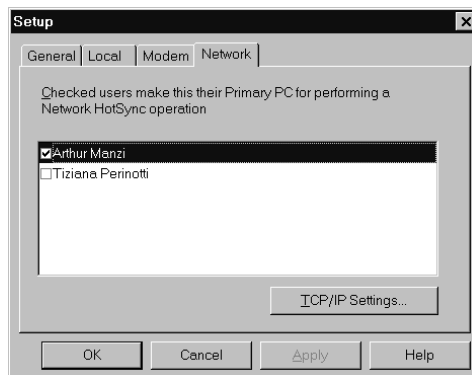 Setup
General Local Modem Network
Checked users make this their Primary PC for performing a
Network HotSync operation
Arthur Manzi
Tiziana Perinotti
TCP/IP Settings...
OK Cancel Apply Help